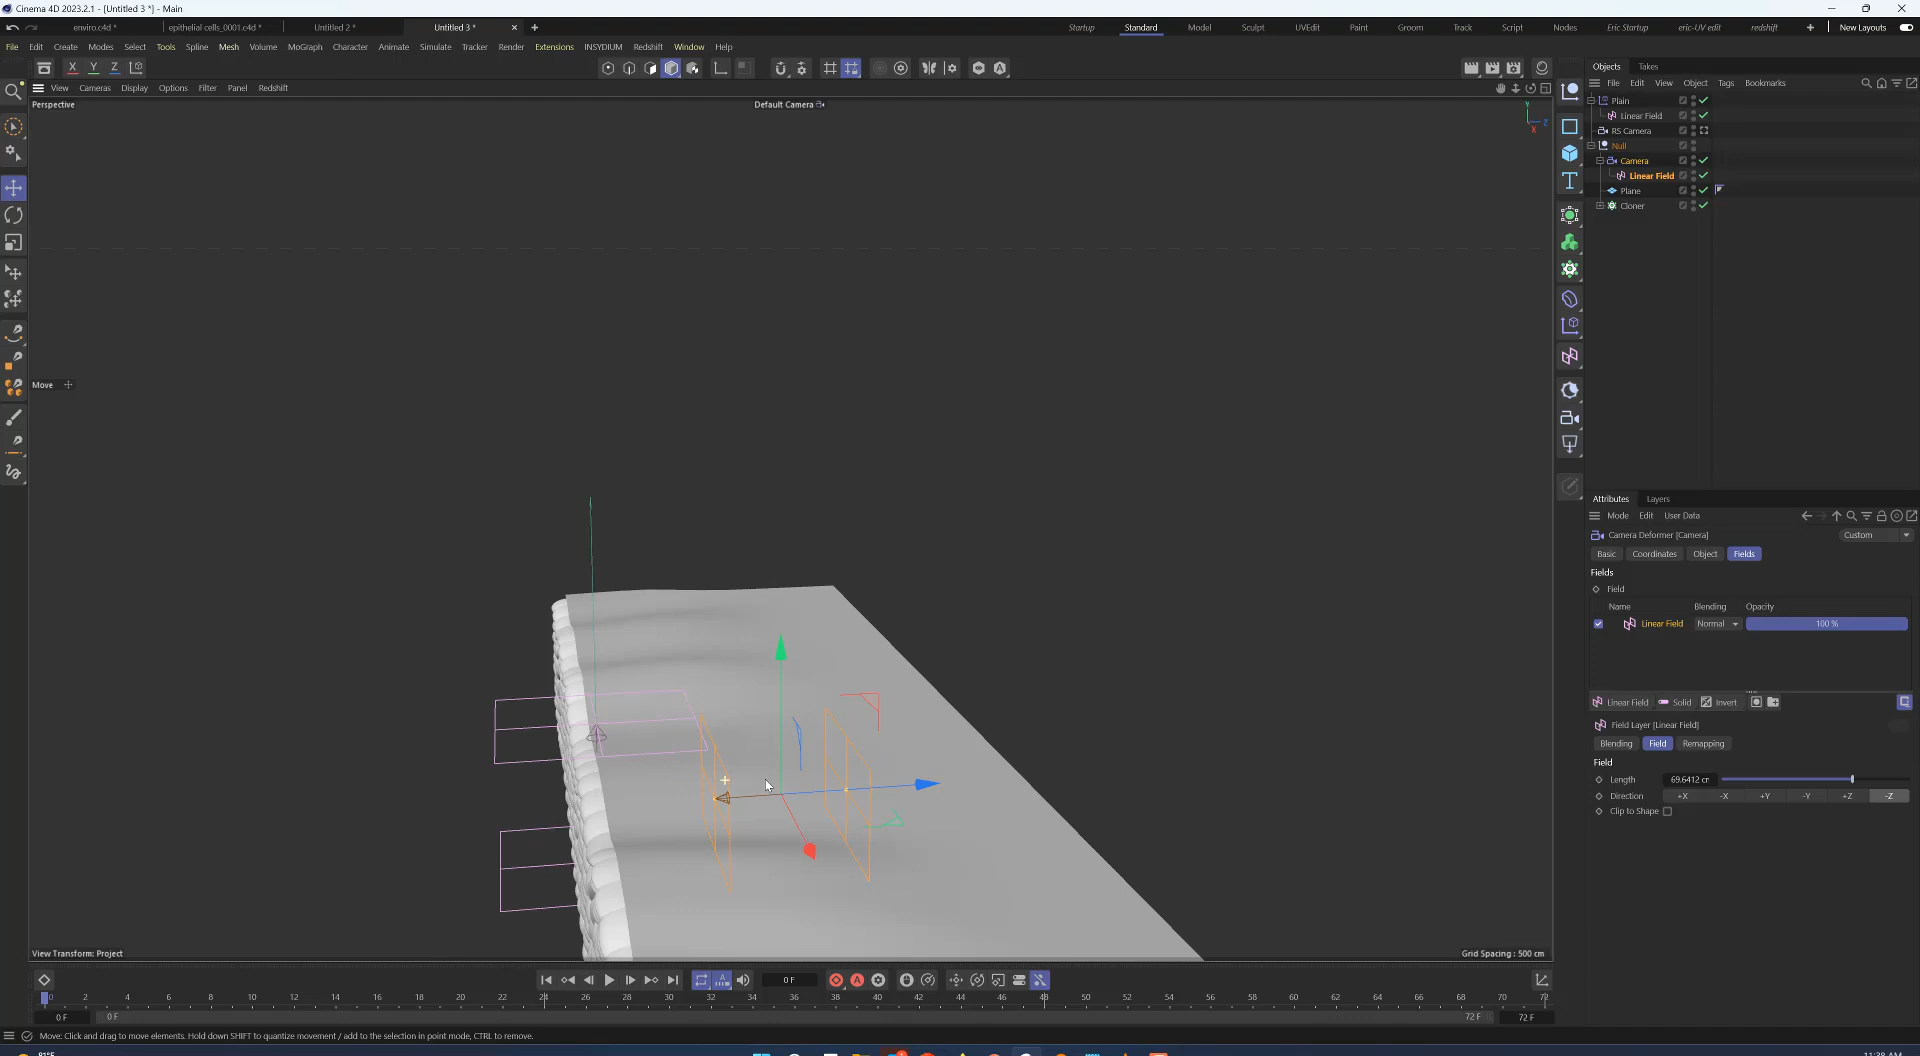 Cinema 4D 2023.2.1 - [Untitled 3 *] - Main
enviro.c4d *
epithelial cells_0001.c4d *
Untitled 2 *
Untitled 3 *
Startup
Standard
Model
Sculpt
UVEdit
Paint
Groom
Track
Script
Nodes
Eric Startup
eric-UV edit
redshift
New Layouts
File Edit Create Modes Select Tools Spline Mesh Volume MoGraph Character Animate Simulate Tracker Render Extensions INSYDIUM Redshift Window Help
X Y Z
View Cameras Display Options Filter Panel Redshift
Perspective
Default Camera
Y
Z
X
Move
View Transform: Project
Grid Spacing : 500 cm
Objects Takes
File Edit View Object Tags Bookmarks
Plain
Linear Field
RS Camera
Null
Camera
Linear Field
Plane
Cloner
Attributes Layers
Mode Edit User Data
Camera Deformer [Camera]
Custom
Basic Coordinates Object Fields
Fields
Field
Name Blending Opacity
Linear Field Normal 100 %
Linear Field Solid Invert
Field Layer [Linear Field]
Blending Field Remapping
Field
Length 69.6412 cr
Direction +X -X +Y -Y +Z -Z
Clip to Shape
0 F
0 2 4 6 8 10 12 14 16 18 20 22 24 26 28 30 32 34 36 38 40 42 44 46 48 50 52 54 56 58 60 62 64 66 68 70 72
0 F 0 F 72 F 72 F
Move: Click and drag to move elements. Hold down SHIFT to quantize movement / add to the selection in point mode, CTRL to remove.